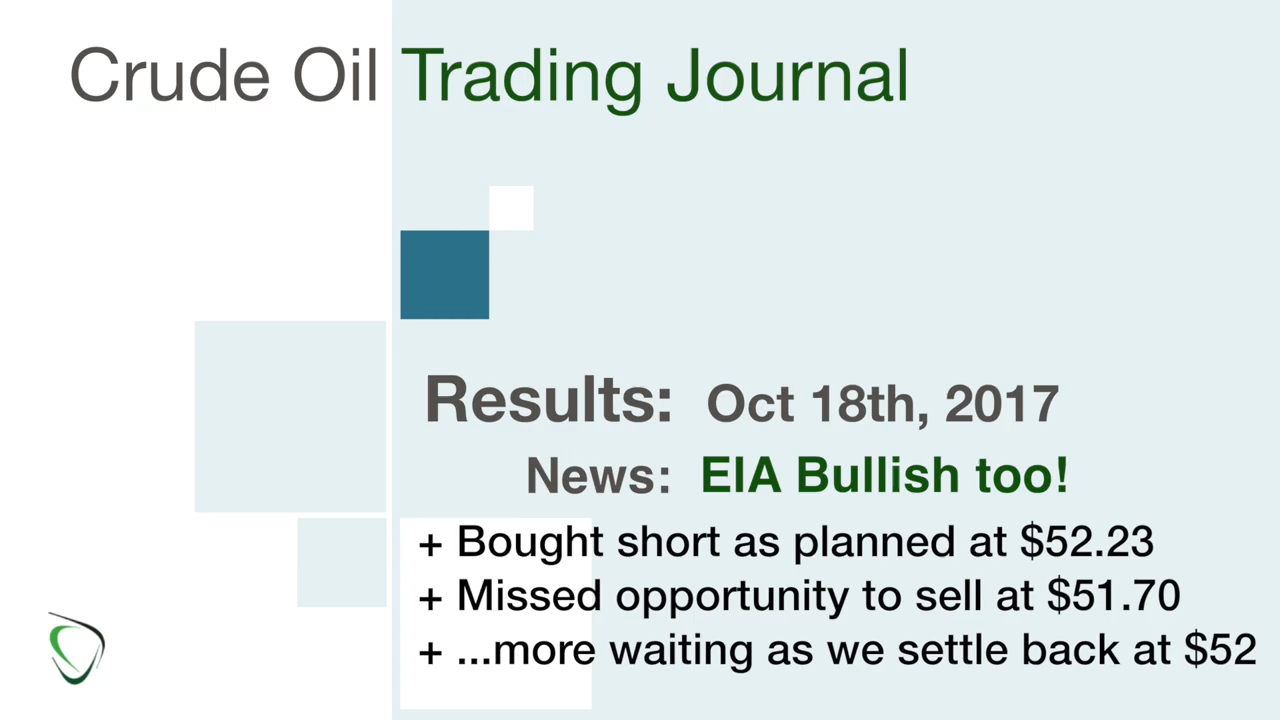 Crude Oil Trading Journal
Results: Oct 18th, 2017
News: EIA Bullish too!
+ Bought short as planned at $52.23
+ Missed opportunity to sell at $51.70
+ ...more waiting as we settle back at $52